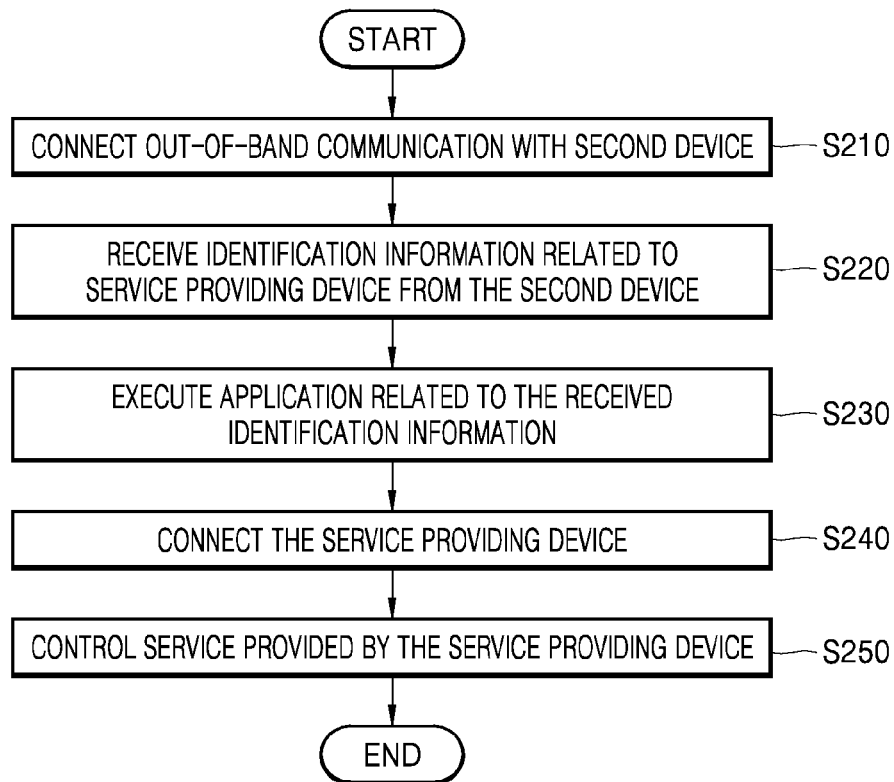 START
CONNECT OUT-OF-BAND COMMUNICATION WITH SECOND DEVICE
S210
RECEIVE IDENTIFICATION INFORMATION RELATED TO
SERVICE PROVIDING DEVICE FROM THE SECOND DEVICE
S220
EXECUTE APPLICATION RELATED TO THE RECEIVED
IDENTIFICATION INFORMATION
S230
CONNECT THE SERVICE PROVIDING DEVICE
S240
CONTROL SERVICE PROVIDED BY THE SERVICE PROVIDING DEVICE
S250
END